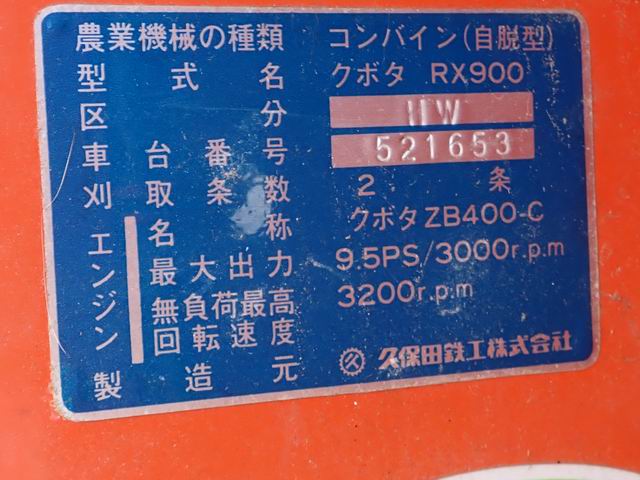 農業機械の種類 コンバイン(自脱型)
型式名 クボタ RX900
区分 IIW
車台番号 521653
刈取条数 2条
エンジン 名称 クボタZB400-C
最大出力 9.5PS/3000r.p.m
無負荷最高回転速度 3200r.p.m
製造元 久保田鉄工株式会社